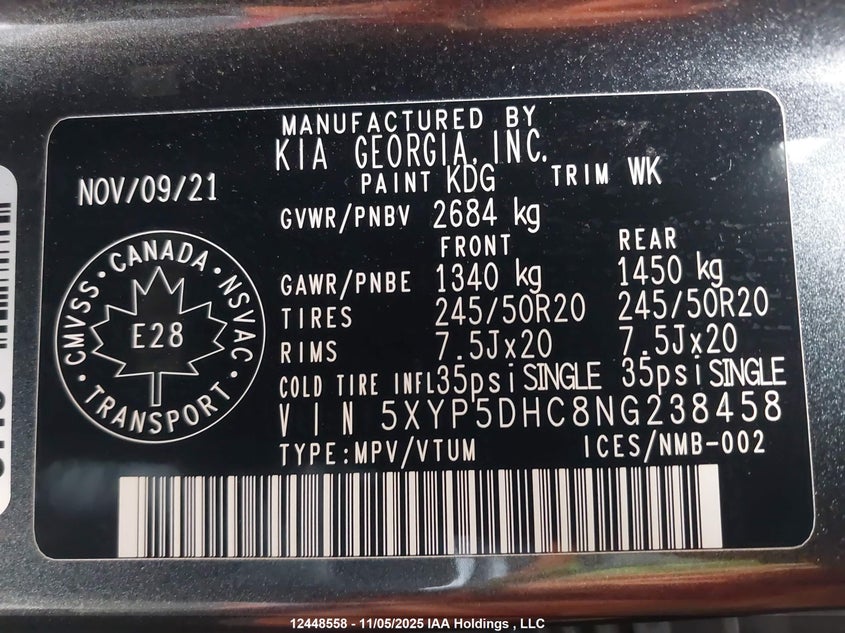 MANUFACTURED BY
KIA GEORGIA, INC.
NOV/09/21
PAINT KDG TRIM WK
GVWR/PNBV 2684 kg
FRONT REAR
GAWR/PNBE 1340 kg 1450 kg
TIRES 245/50R20 245/50R20
RIMS 7.5Jx20 7.5Jx20
COLD TIRE INFL 35psi SINGLE 35psi SINGLE
VIN 5XYP5DHC8NG238458
TYPE:MPV/VTUM ICES/NMB-002
CMVSS · CANADA · NSVAC · TRANSPORT ·
E28
12448558 - 11/05/2025 IAA Holdings , LLC